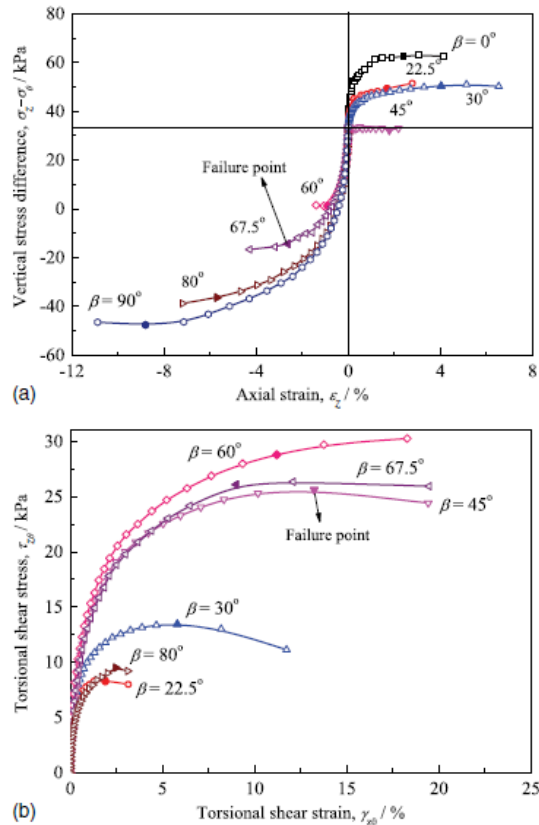 (a)
Vertical stress difference, σz−σθ / kPa
60
40
20
0
-20
-40
-60
β = 0°
22.5°
30°
45°
Failure point
60°
67.5°
80°
β = 90°
-12 -8 -4 0 4 8
Axial strain, εz / %
(b)
Torsional shear stress, τzθ / kPa
30
25
20
15
10
5
0
β = 60°
β = 67.5°
β = 45°
Failure point
β = 30°
β = 80°
β = 22.5°
0 5 10 15 20 25
Torsional shear strain, γzθ / %